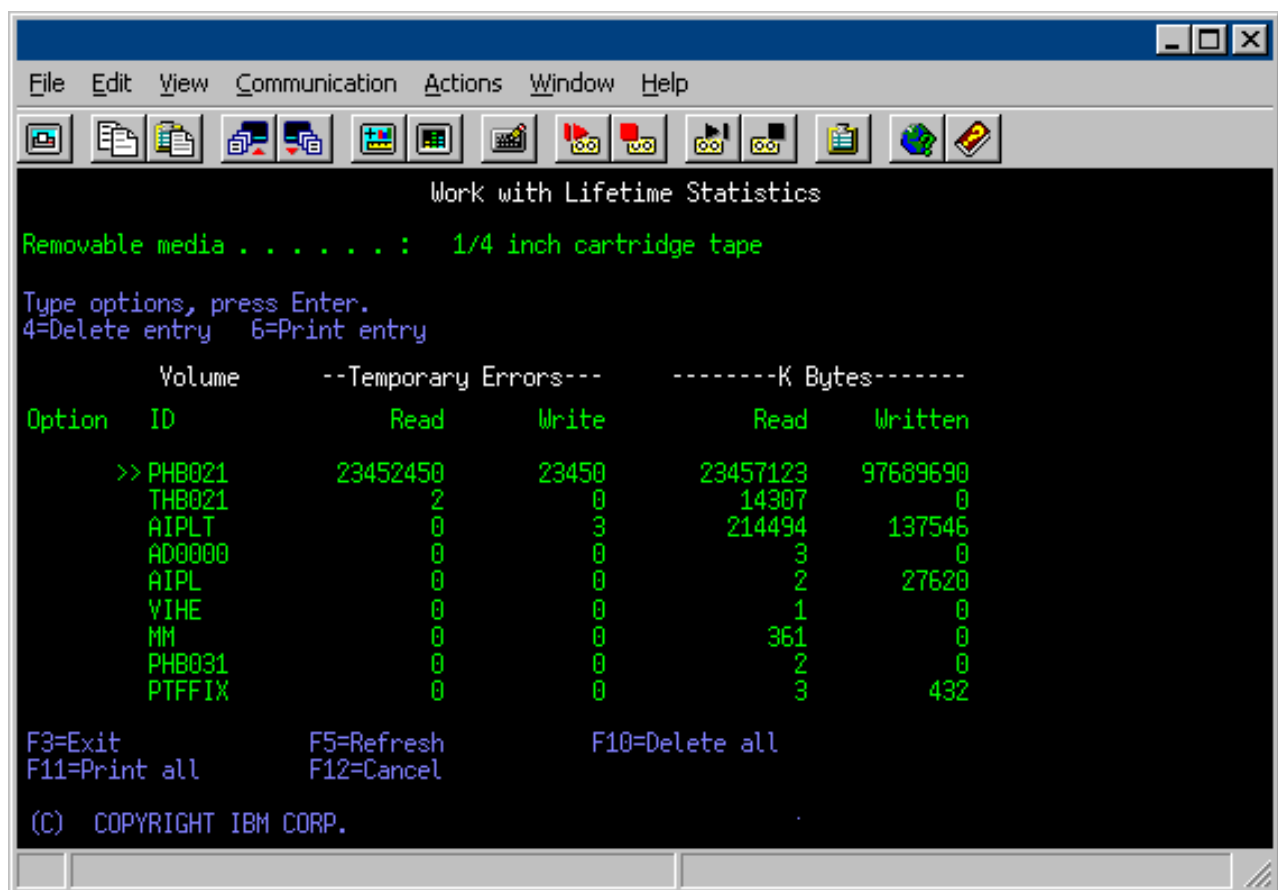 File Edit View Communication Actions Window Help
Work with Lifetime Statistics
Removable media . . . . . . : 1/4 inch cartridge tape
Type options, press Enter.
4=Delete entry 6=Print entry
Volume --Temporary Errors--- --------K Bytes-------
Option ID Read Write Read Written
>> PHB021 23452450 23450 23457123 97689690
THB021 2 0 14307 0
AIPLT 0 3 214494 137546
AD0000 0 0 3 0
AIPL 0 0 2 27620
VIHE 0 0 1 0
MM 0 0 361 0
PHB031 0 0 2 0
PTFFIX 0 0 3 432
F3=Exit F5=Refresh F10=Delete all
F11=Print all F12=Cancel
(C) COPYRIGHT IBM CORP.